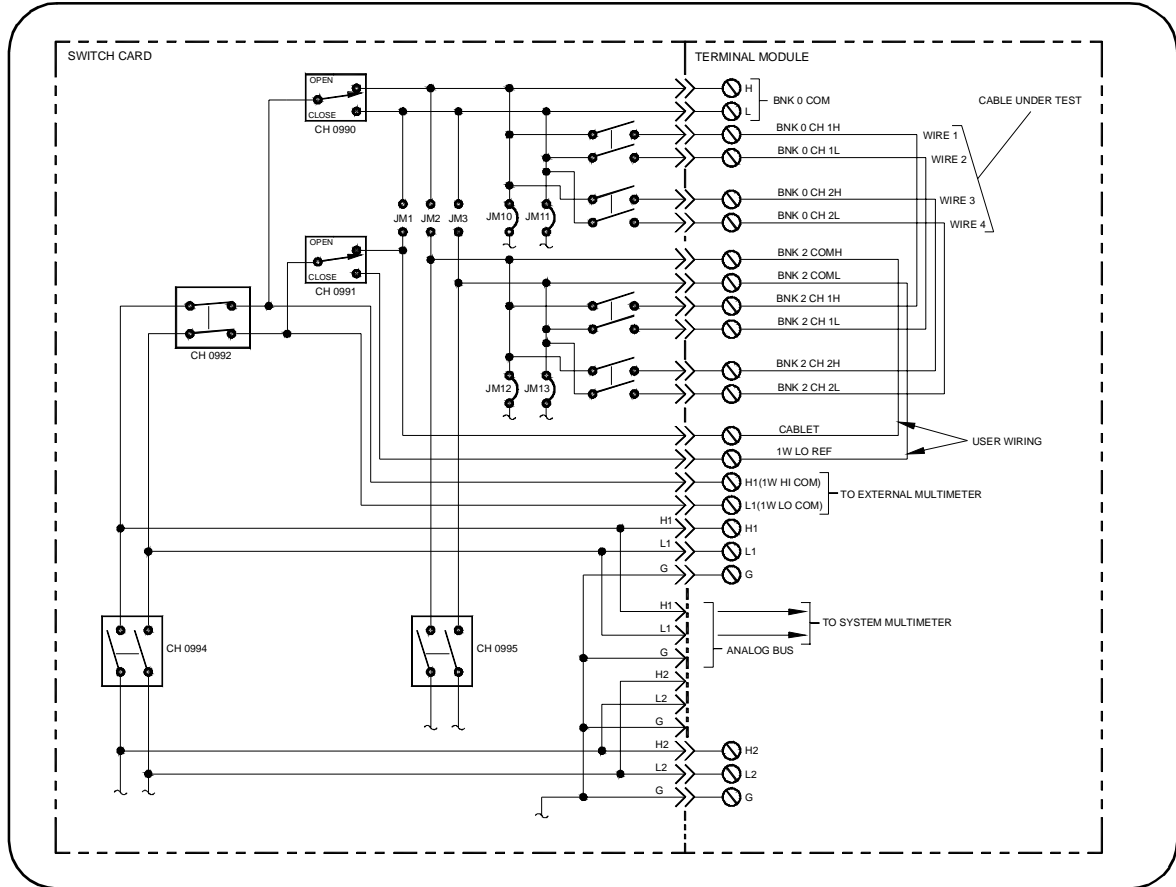 SWITCH CARD
TERMINAL MODULE
OPEN
CLOSE
CH 0990
H
L
BNK 0 COM
CABLE UNDER TEST
BNK 0 CH 1H
WIRE 1
BNK 0 CH 1L
WIRE 2
BNK 0 CH 2H
WIRE 3
BNK 0 CH 2L
WIRE 4
JM1
JM2
JM3
JM10
JM11
OPEN
CLOSE
CH 0991
BNK 2 COMH
BNK 2 COML
BNK 2 CH 1H
BNK 2 CH 1L
CH 0992
BNK 2 CH 2H
BNK 2 CH 2L
JM12
JM13
CABLET
USER WIRING
1W LO REF
H1(1W HI COM)
TO EXTERNAL MULTIMETER
L1(1W LO COM)
H1
H1
L1
L1
G
G
H1
L1
G
ANALOG BUS
TO SYSTEM MULTIMETER
CH 0994
CH 0995
H2
L2
G
H2
H2
L2
L2
G
G